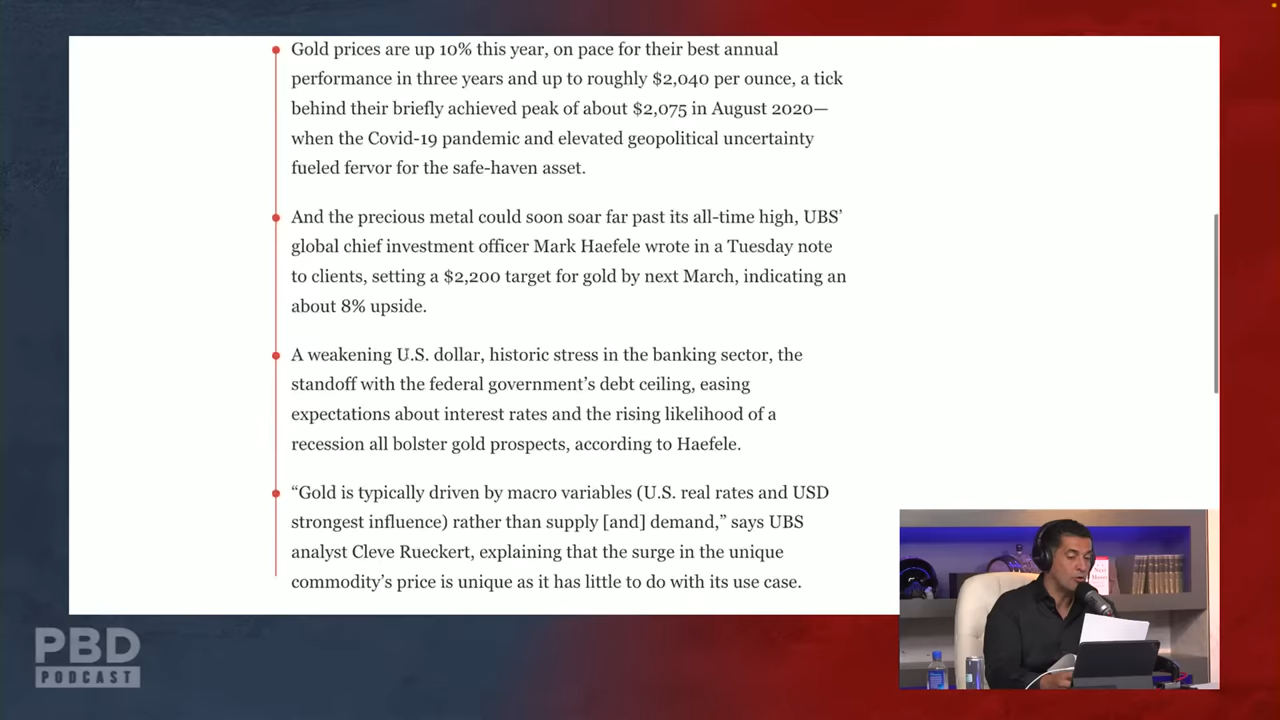 Gold prices are up 10% this year, on pace for their best annual
performance in three years and up to roughly $2,040 per ounce, a tick
behind their briefly achieved peak of about $2,075 in August 2020—
when the Covid-19 pandemic and elevated geopolitical uncertainty
fueled fervor for the safe-haven asset.
And the precious metal could soon soar far past its all-time high, UBS’
global chief investment officer Mark Haefele wrote in a Tuesday note
to clients, setting a $2,200 target for gold by next March, indicating an
about 8% upside.
A weakening U.S. dollar, historic stress in the banking sector, the
standoff with the federal government’s debt ceiling, easing
expectations about interest rates and the rising likelihood of a
recession all bolster gold prospects, according to Haefele.
“Gold is typically driven by macro variables (U.S. real rates and USD
strongest influence) rather than supply [and] demand,” says UBS
analyst Cleve Rueckert, explaining that the surge in the unique
commodity’s price is unique as it has little to do with its use case.
PBD
PODCAST